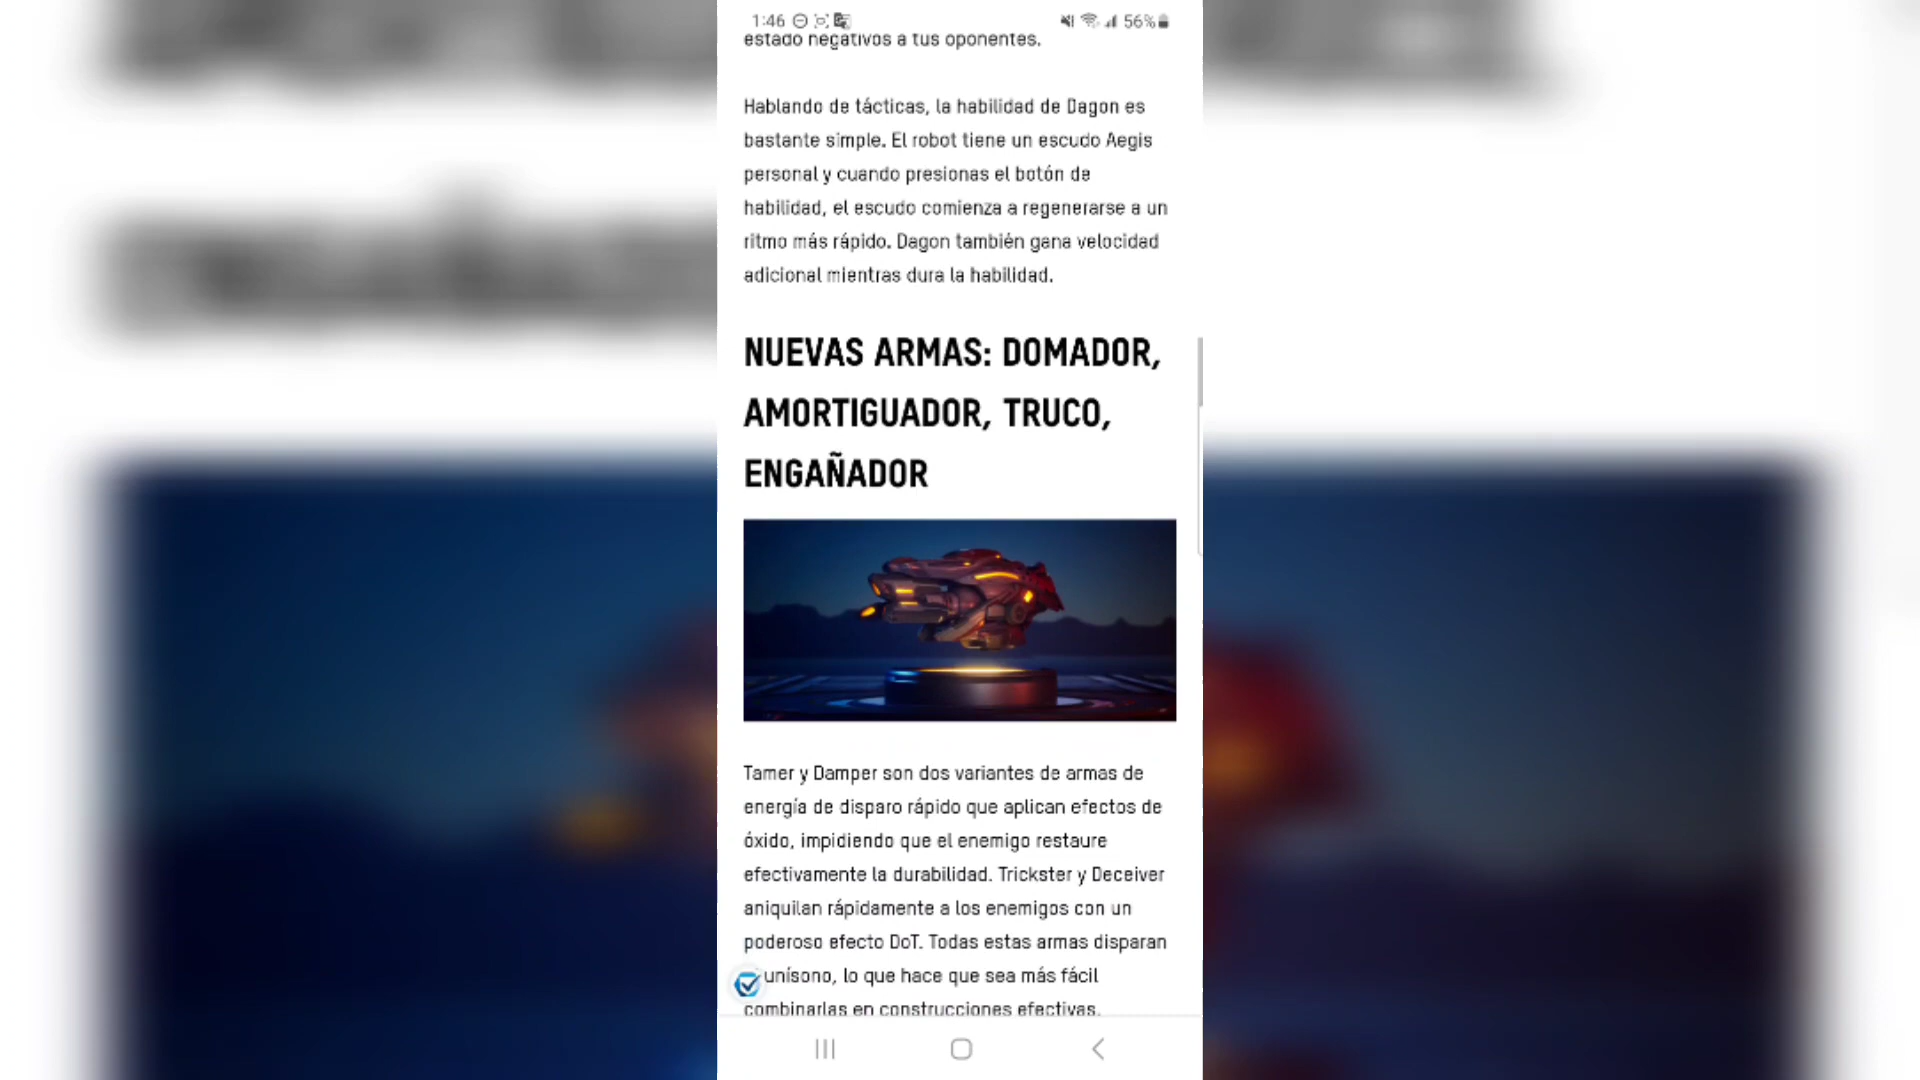 1:46
56%
estado negativos a tus oponentes.
Hablando de tácticas, la habilidad de Dagon es
bastante simple. El robot tiene un escudo Aegis
personal y cuando presionas el botón de
habilidad, el escudo comienza a regenerarse a un
ritmo más rápido. Dagon también gana velocidad
adicional mientras dura la habilidad.
NUEVAS ARMAS: DOMADOR,
AMORTIGUADOR, TRUCO,
ENGAÑADOR
Tamer y Damper son dos variantes de armas de
energía de disparo rápido que aplican efectos de
óxido, impidiendo que el enemigo restaure
efectivamente la durabilidad. Trickster y Deceiver
aniquilan rápidamente a los enemigos con un
poderoso efecto DoT. Todas estas armas disparan
unísono, lo que hace que sea más fácil
combinarlas en construcciones efectivas.